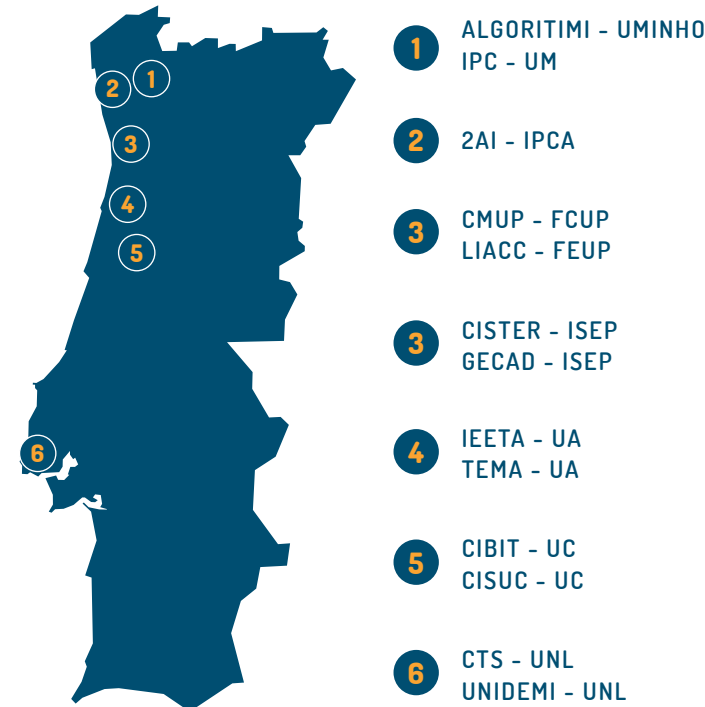 1
2
3
4
5
6
1
ALGORITIMI - UMINHO
IPC - UM
2
2AI - IPCA
3
CMUP - FCUP
LIACC - FEUP
3
CISTER - ISEP
GECAD - ISEP
4
IEETA - UA
TEMA - UA
5
CIBIT - UC
CISUC - UC
6
CTS - UNL
UNIDEMI - UNL